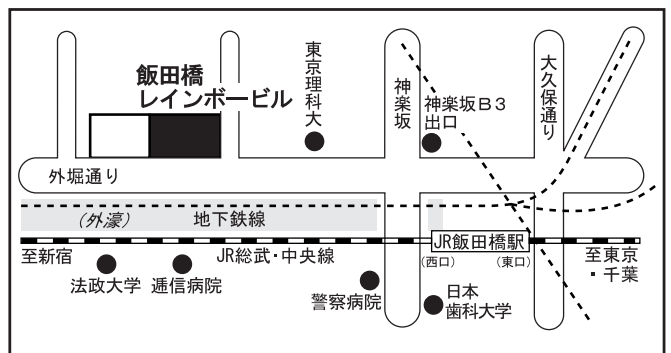 飯田橋
レインボービル
東京理科大
神楽坂
神楽坂B3
出口
大久保通り
外堀通り
(外濠)
地下鉄線
JR飯田橋駅
(西口)
(東口)
至新宿
JR総武・中央線
至東京
・千葉
法政大学
逓信病院
警察病院
日本
歯科大学